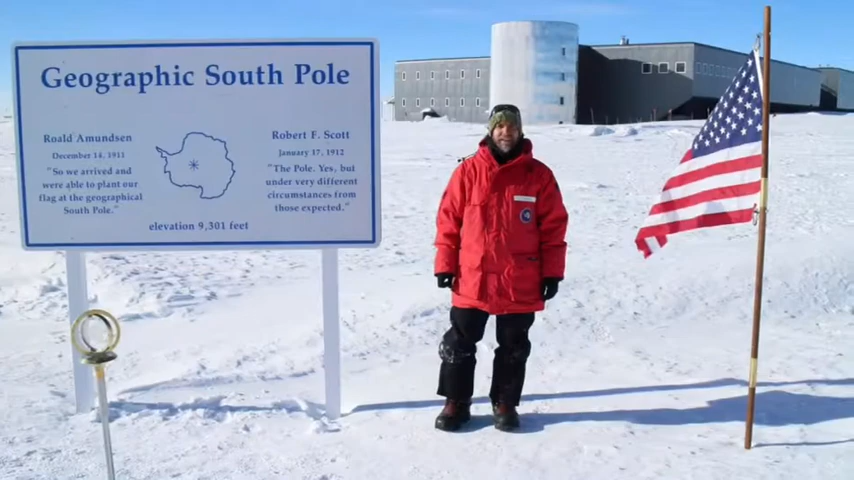 Geographic South Pole
Roald Amundsen
December 14, 1911
"So we arrived and
were able to plant our
flag at the geographical
South Pole."
Robert F. Scott
January 17, 1912
"The Pole. Yes, but
under very different
circumstances from
those expected."
elevation 9,301 feet